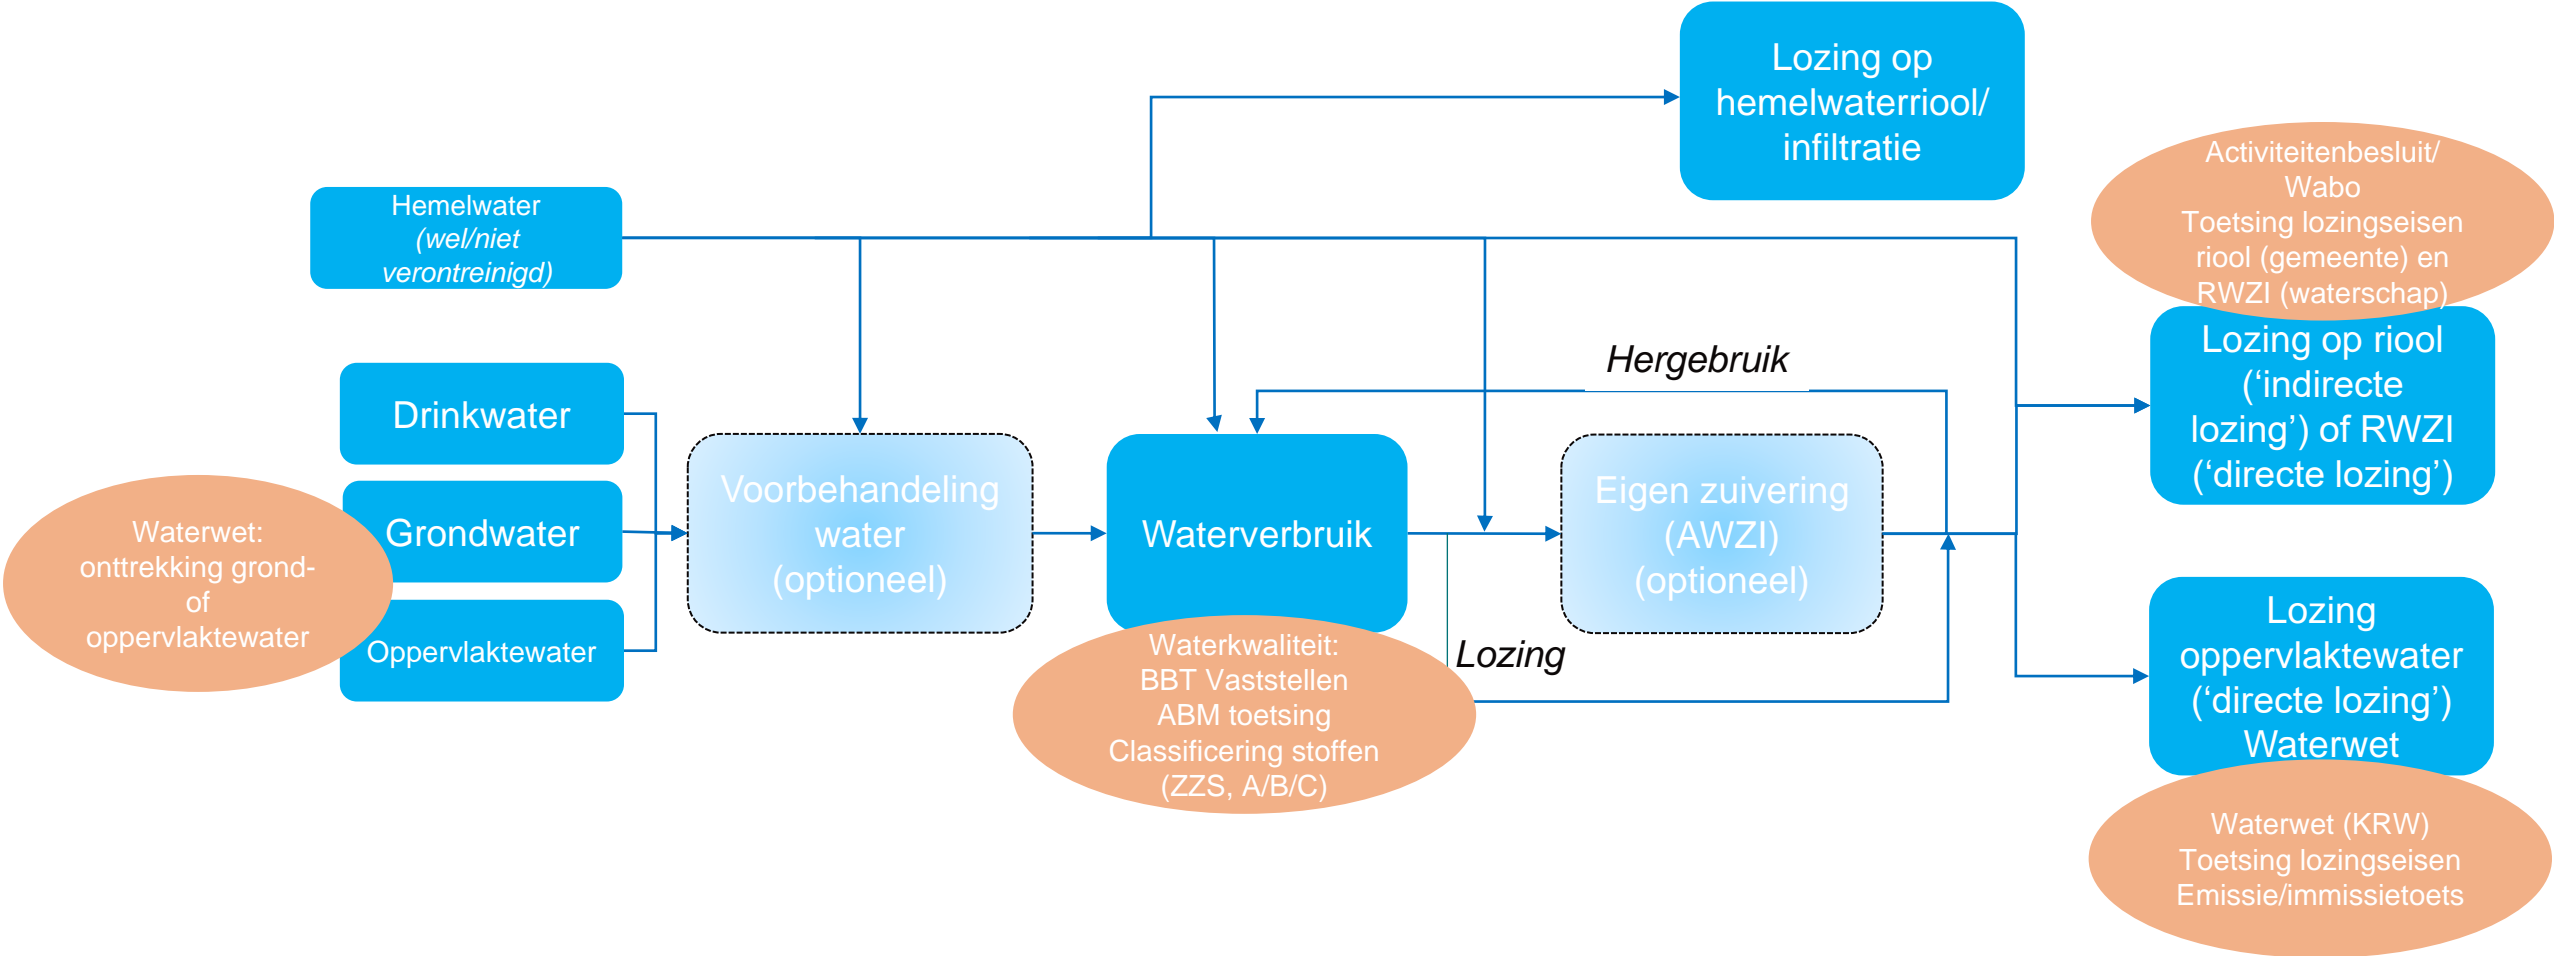 Lozing op
hemelwaterriool/
infiltratie
Activiteitenbesluit/
Wabo
Toetsing lozingseisen
riool (gemeente) en
RWZI (waterschap)
Hemelwater
(wel/niet
verontreinigd)
Hergebruik
Lozing op riool
(‘indirecte
lozing’) of RWZI
(‘directe lozing’)
Drinkwater
Waterwet:
onttrekking grond-
of
oppervlaktewater
Grondwater
Oppervlaktewater
Voorbehandeling
water
(optioneel)
Waterverbruik
Eigen zuivering
(AWZI)
(optioneel)
Lozing
Waterkwaliteit:
BBT Vaststellen
ABM toetsing
Classificering stoffen
(ZZS, A/B/C)
Lozing
oppervlaktewater
(‘directe lozing’)
Waterwet
Waterwet (KRW)
Toetsing lozingseisen
Emissie/immissietoets